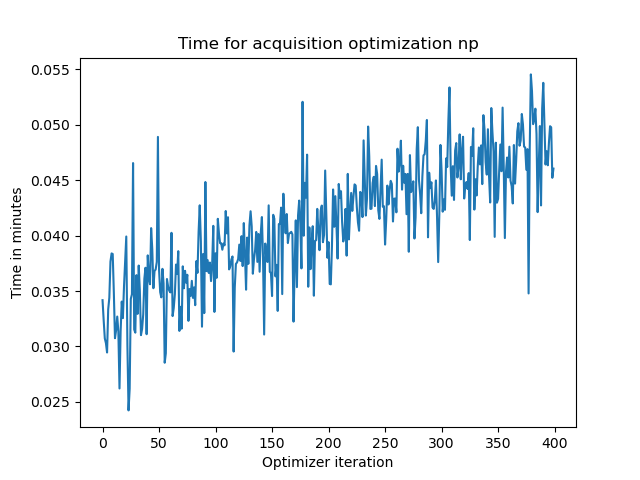 Time for acquisition optimization np
0.055
0.050
0.045
0.040
0.035
0.030
0.025
Time in minutes
0 50 100 150 200 250 300 350 400
Optimizer iteration